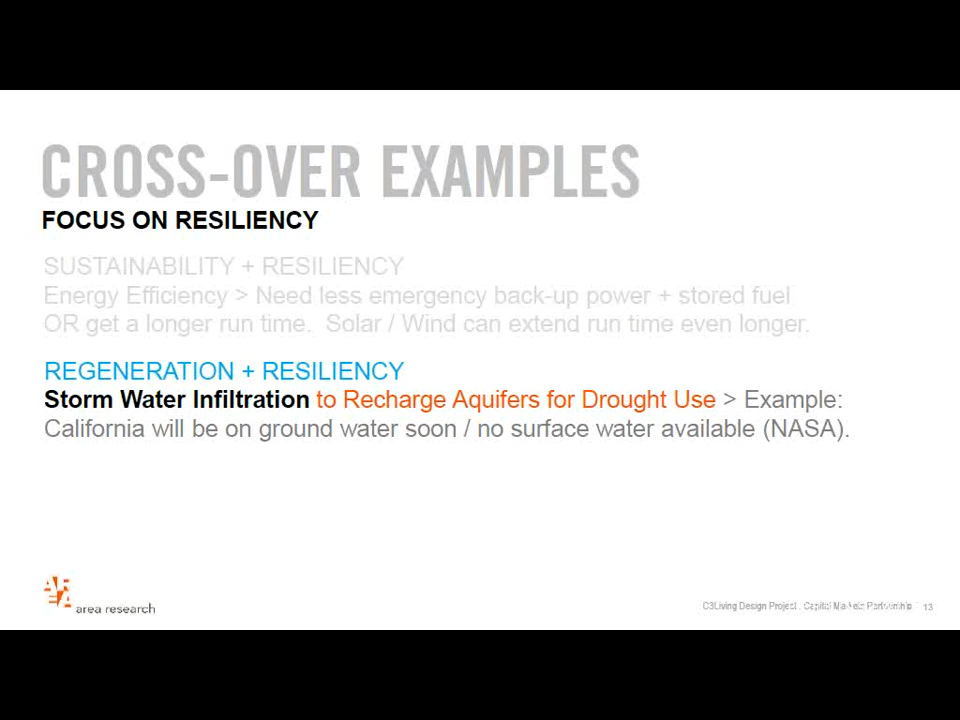 CROSS-OVER EXAMPLES
FOCUS ON RESILIENCY
SUSTAINABILITY + RESILIENCY
Energy Efficiency > Need less emergency back-up power + stored fuel
OR get a longer run time. Solar / Wind can extend run time even longer.
REGENERATION + RESILIENCY
Storm Water Infiltration to Recharge Aquifers for Drought Use > Example:
California will be on ground water soon / no surface water available (NASA).
AREA
area research
C3Living Design Project . Capital Markets Partnership 13